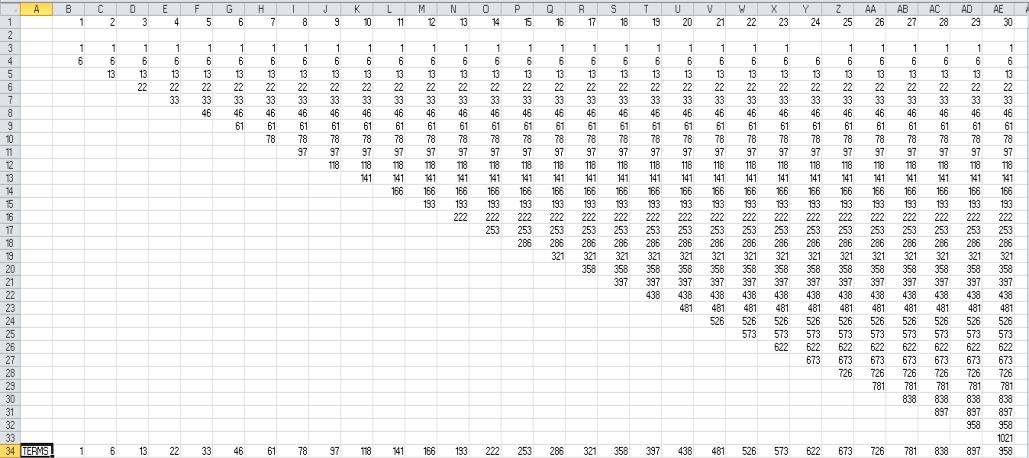 A B C D E F G H I J K L M N O P Q R S T U V W X Y Z AA AB AC AD AE
1 1 2 3 4 5 6 7 8 9 10 11 12 13 14 15 16 17 18 19 20 21 22 23 24 25 26 27 28 29 30
2
3 1 1 1 1 1 1 1 1 1 1 1 1 1 1 1 1 1 1 1 1 1 1 1 1 1 1 1 1 1
4 6 6 6 6 6 6 6 6 6 6 6 6 6 6 6 6 6 6 6 6 6 6 6 6 6 6 6 6 6 6
5 13 13 13 13 13 13 13 13 13 13 13 13 13 13 13 13 13 13 13 13 13 13 13 13 13 13 13 13 13
6 22 22 22 22 22 22 22 22 22 22 22 22 22 22 22 22 22 22 22 22 22 22 22 22 22 22 22 22
7 33 33 33 33 33 33 33 33 33 33 33 33 33 33 33 33 33 33 33 33 33 33 33 33 33 33 33
8 46 46 46 46 46 46 46 46 46 46 46 46 46 46 46 46 46 46 46 46 46 46 46 46 46 46
9 61 61 61 61 61 61 61 61 61 61 61 61 61 61 61 61 61 61 61 61 61 61 61 61 61
10 78 78 78 78 78 78 78 78 78 78 78 78 78 78 78 78 78 78 78 78 78 78 78 78
11 97 97 97 97 97 97 97 97 97 97 97 97 97 97 97 97 97 97 97 97 97 97 97
12 118 118 118 118 118 118 118 118 118 118 118 118 118 118 118 118 118 118 118 118 118 118
13 141 141 141 141 141 141 141 141 141 141 141 141 141 141 141 141 141 141 141 141 141
14 166 166 166 166 166 166 166 166 166 166 166 166 166 166 166 166 166 166 166 166
15 193 193 193 193 193 193 193 193 193 193 193 193 193 193 193 193 193 193 193
16 222 222 222 222 222 222 222 222 222 222 222 222 222 222 222 222 222 222
17 253 253 253 253 253 253 253 253 253 253 253 253 253 253 253 253 253
18 286 286 286 286 286 286 286 286 286 286 286 286 286 286 286 286
19 321 321 321 321 321 321 321 321 321 321 321 321 321 321 321
20 358 358 358 358 358 358 358 358 358 358 358 358 358 358
21 397 397 397 397 397 397 397 397 397 397 397 397 397
22 438 438 438 438 438 438 438 438 438 438 438 438
23 481 481 481 481 481 481 481 481 481 481 481
24 526 526 526 526 526 526 526 526 526 526
25 573 573 573 573 573 573 573 573 573
26 622 622 622 622 622 622 622 622
27 673 673 673 673 673 673 673
28 726 726 726 726 726 726
29 781 781 781 781 781
30 838 838 838 838
31 897 897 897
32 958 958
33 1021
34 TERMS 1 6 13 22 33 46 61 78 97 118 141 166 193 222 253 286 321 358 397 438 481 526 573 622 673 726 781 838 897 958